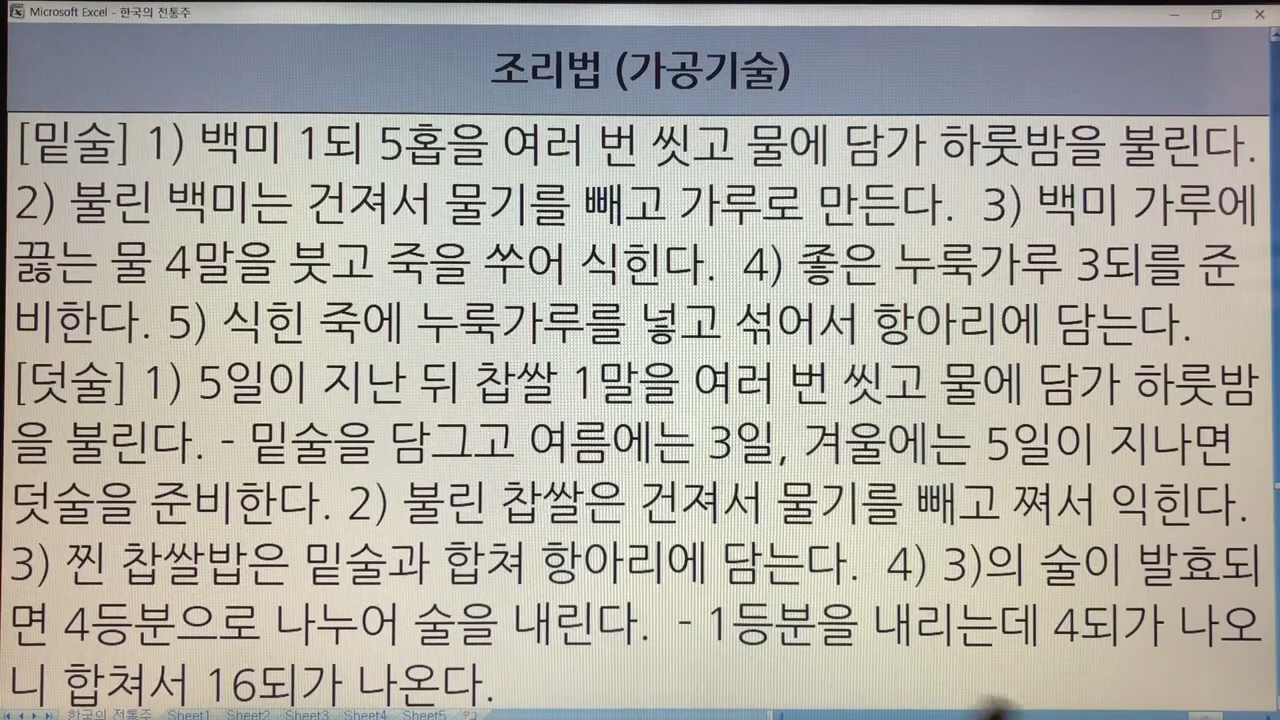 Microsoft Excel - 한국의 전통주
조리법 (가공기술)
[밑술] 1) 백미 1되 5홉을 여러 번 씻고 물에 담가 하룻밤을 불린다.
2) 불린 백미는 건져서 물기를 빼고 가루로 만든다. 3) 백미 가루에
끓는 물 4말을 붓고 죽을 쑤어 식힌다. 4) 좋은 누룩가루 3되를 준
비한다. 5) 식힌 죽에 누룩가루를 넣고 섞어서 항아리에 담는다.
[덧술] 1) 5일이 지난 뒤 찹쌀 1말을 여러 번 씻고 물에 담가 하룻밤
을 불린다. - 밑술을 담그고 여름에는 3일, 겨울에는 5일이 지나면
덧술을 준비한다. 2) 불린 찹쌀은 건져서 물기를 빼고 쪄서 익힌다.
3) 찐 찹쌀밥은 밑술과 합쳐 항아리에 담는다. 4) 3)의 술이 발효되
면 4등분으로 나누어 술을 내린다. - 1등분을 내리는데 4되가 나오
니 합쳐서 16되가 나온다.
한국의 전통주 Sheet1 Sheet2 Sheet3 Sheet4 Sheet5